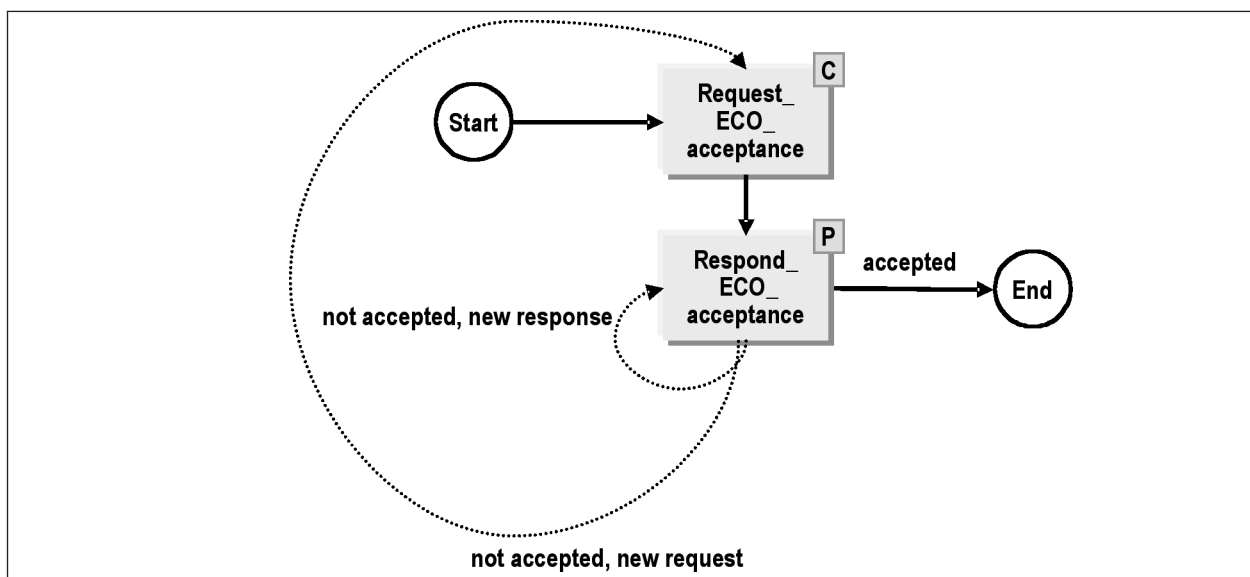 C
Request_
ECO_
acceptance
Start
P
Respond_
ECO_
acceptance
accepted
End
not accepted, new response
not accepted, new request